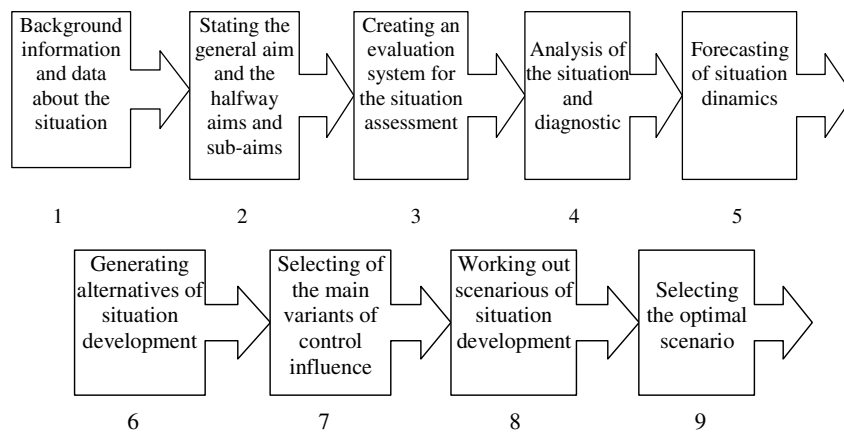 Background
information
and data
about the
situation
Stating the
general aim
and the
halfway
aims and
sub-aims
Creating an
evaluation
system for
the situation
assessment
Analysis of
the situation
and
diagnostic
Forecasting
of situation
dinamics
1
2
3
4
5
Generating
alternatives of
situation
development
Selecting of
the main
variants of
control
influence
Working out
scenarious of
situation
development
Selecting
the optimal
scenario
6
7
8
9